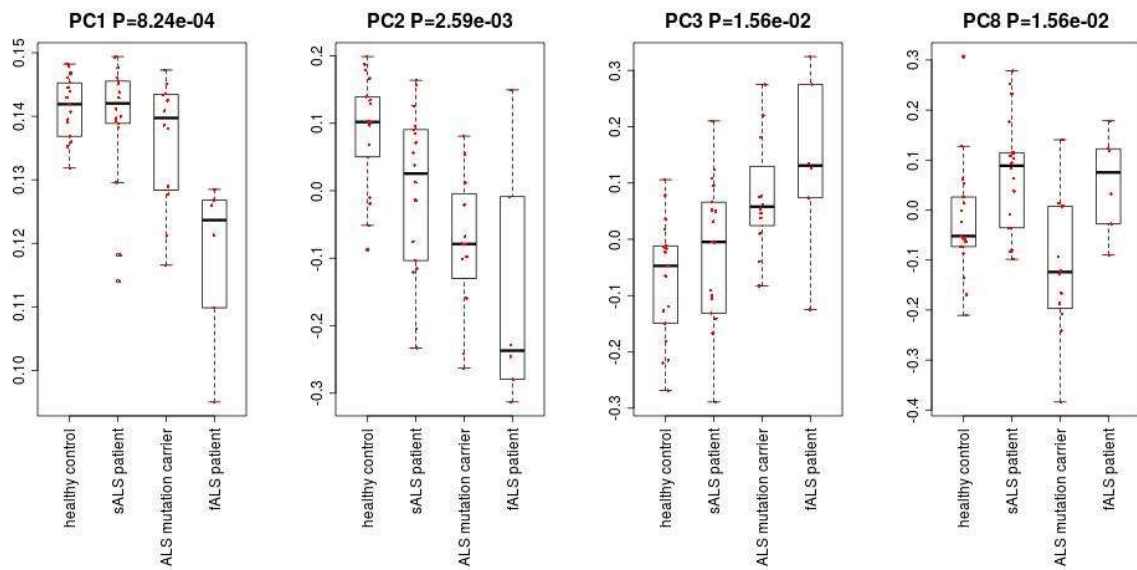 PC1 P=8.24e-04
0.15
0.14
0.13
0.12
0.11
0.10
healthy control
sALS patient
ALS mutation carrier
fALS patient
PC2 P=2.59e-03
0.2
0.1
0.0
-0.1
-0.2
-0.3
healthy control
sALS patient
ALS mutation carrier
fALS patient
PC3 P=1.56e-02
0.3
0.2
0.1
0.0
-0.1
-0.2
-0.3
healthy control
sALS patient
ALS mutation carrier
fALS patient
PC8 P=1.56e-02
0.3
0.2
0.1
0.0
-0.1
-0.2
-0.3
-0.4
healthy control
sALS patient
ALS mutation carrier
fALS patient